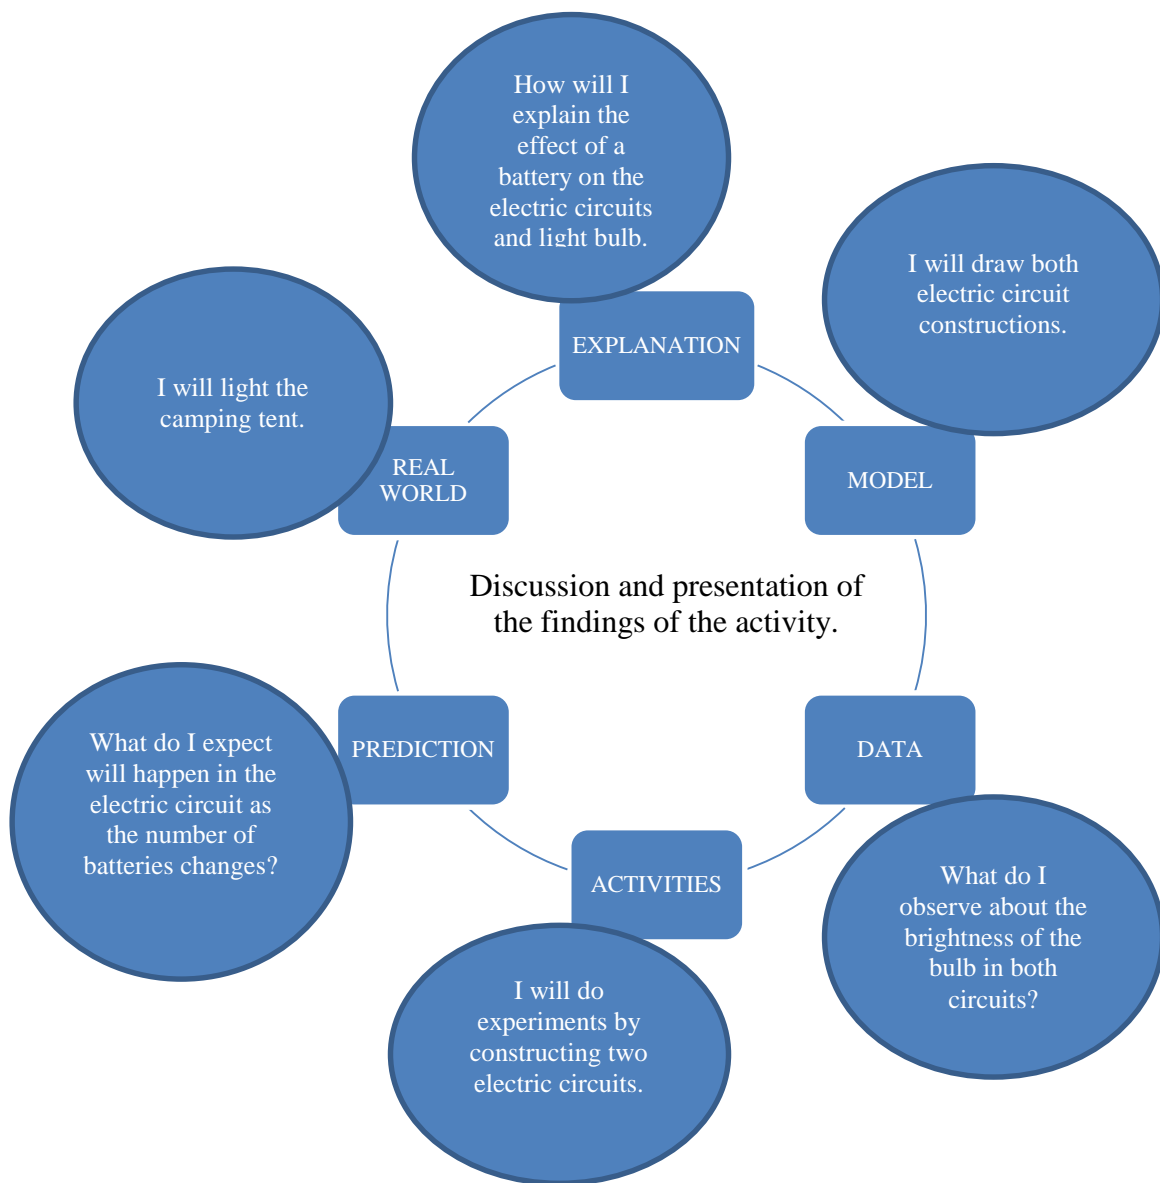 How will I
explain the
effect of a
battery on the
electric circuits
and light bulb.
EXPLANATION
I will draw both
electric circuit
constructions.
MODEL
I will light the
camping tent.
REAL
WORLD
Discussion and presentation of
the findings of the activity.
What do I expect
will happen in the
electric circuit as
the number of
batteries changes?
PREDICTION
DATA
What do I
observe about the
brightness of the
bulb in both
circuits?
ACTIVITIES
I will do
experiments by
constructing two
electric circuits.